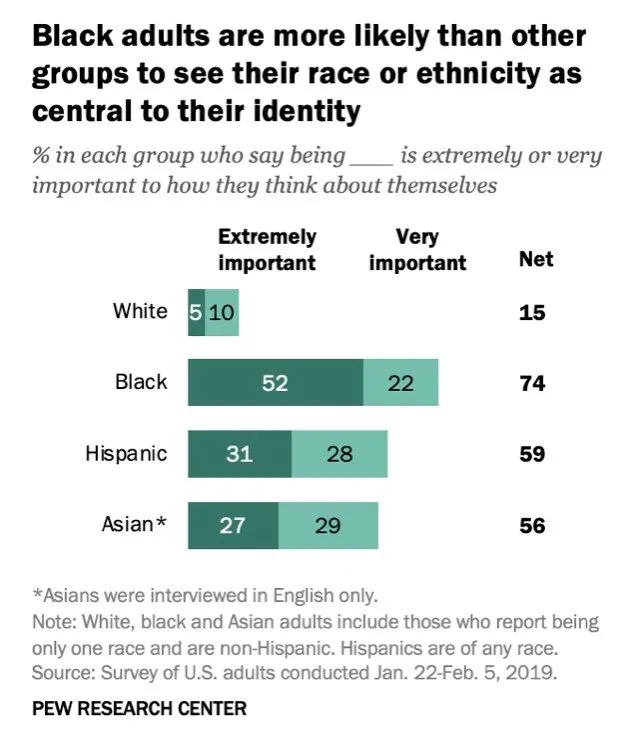 Black adults are more likely than other
groups to see their race or ethnicity as
central to their identity
% in each group who say being ___ is extremely or very
important to how they think about themselves
Extremely important Very important Net
White 5 10 15
Black 52 22 74
Hispanic 31 28 59
Asian* 27 29 56
*Asians were interviewed in English only.
Note: White, black and Asian adults include those who report being
only one race and are non-Hispanic. Hispanics are of any race.
Source: Survey of U.S. adults conducted Jan. 22-Feb. 5, 2019.
PEW RESEARCH CENTER